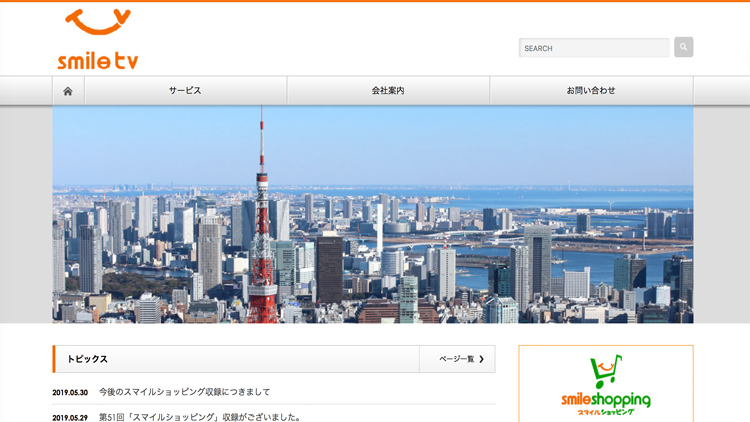 smile tv
SEARCH
サービス
会社案内
お問い合わせ
トピックス
ページ一覧
2019.05.30 今後のスマイルショッピング収録につきまして
2019.05.29 第51回「スマイルショッピング」収録がございました。
smileshopping
スマイルショッピング